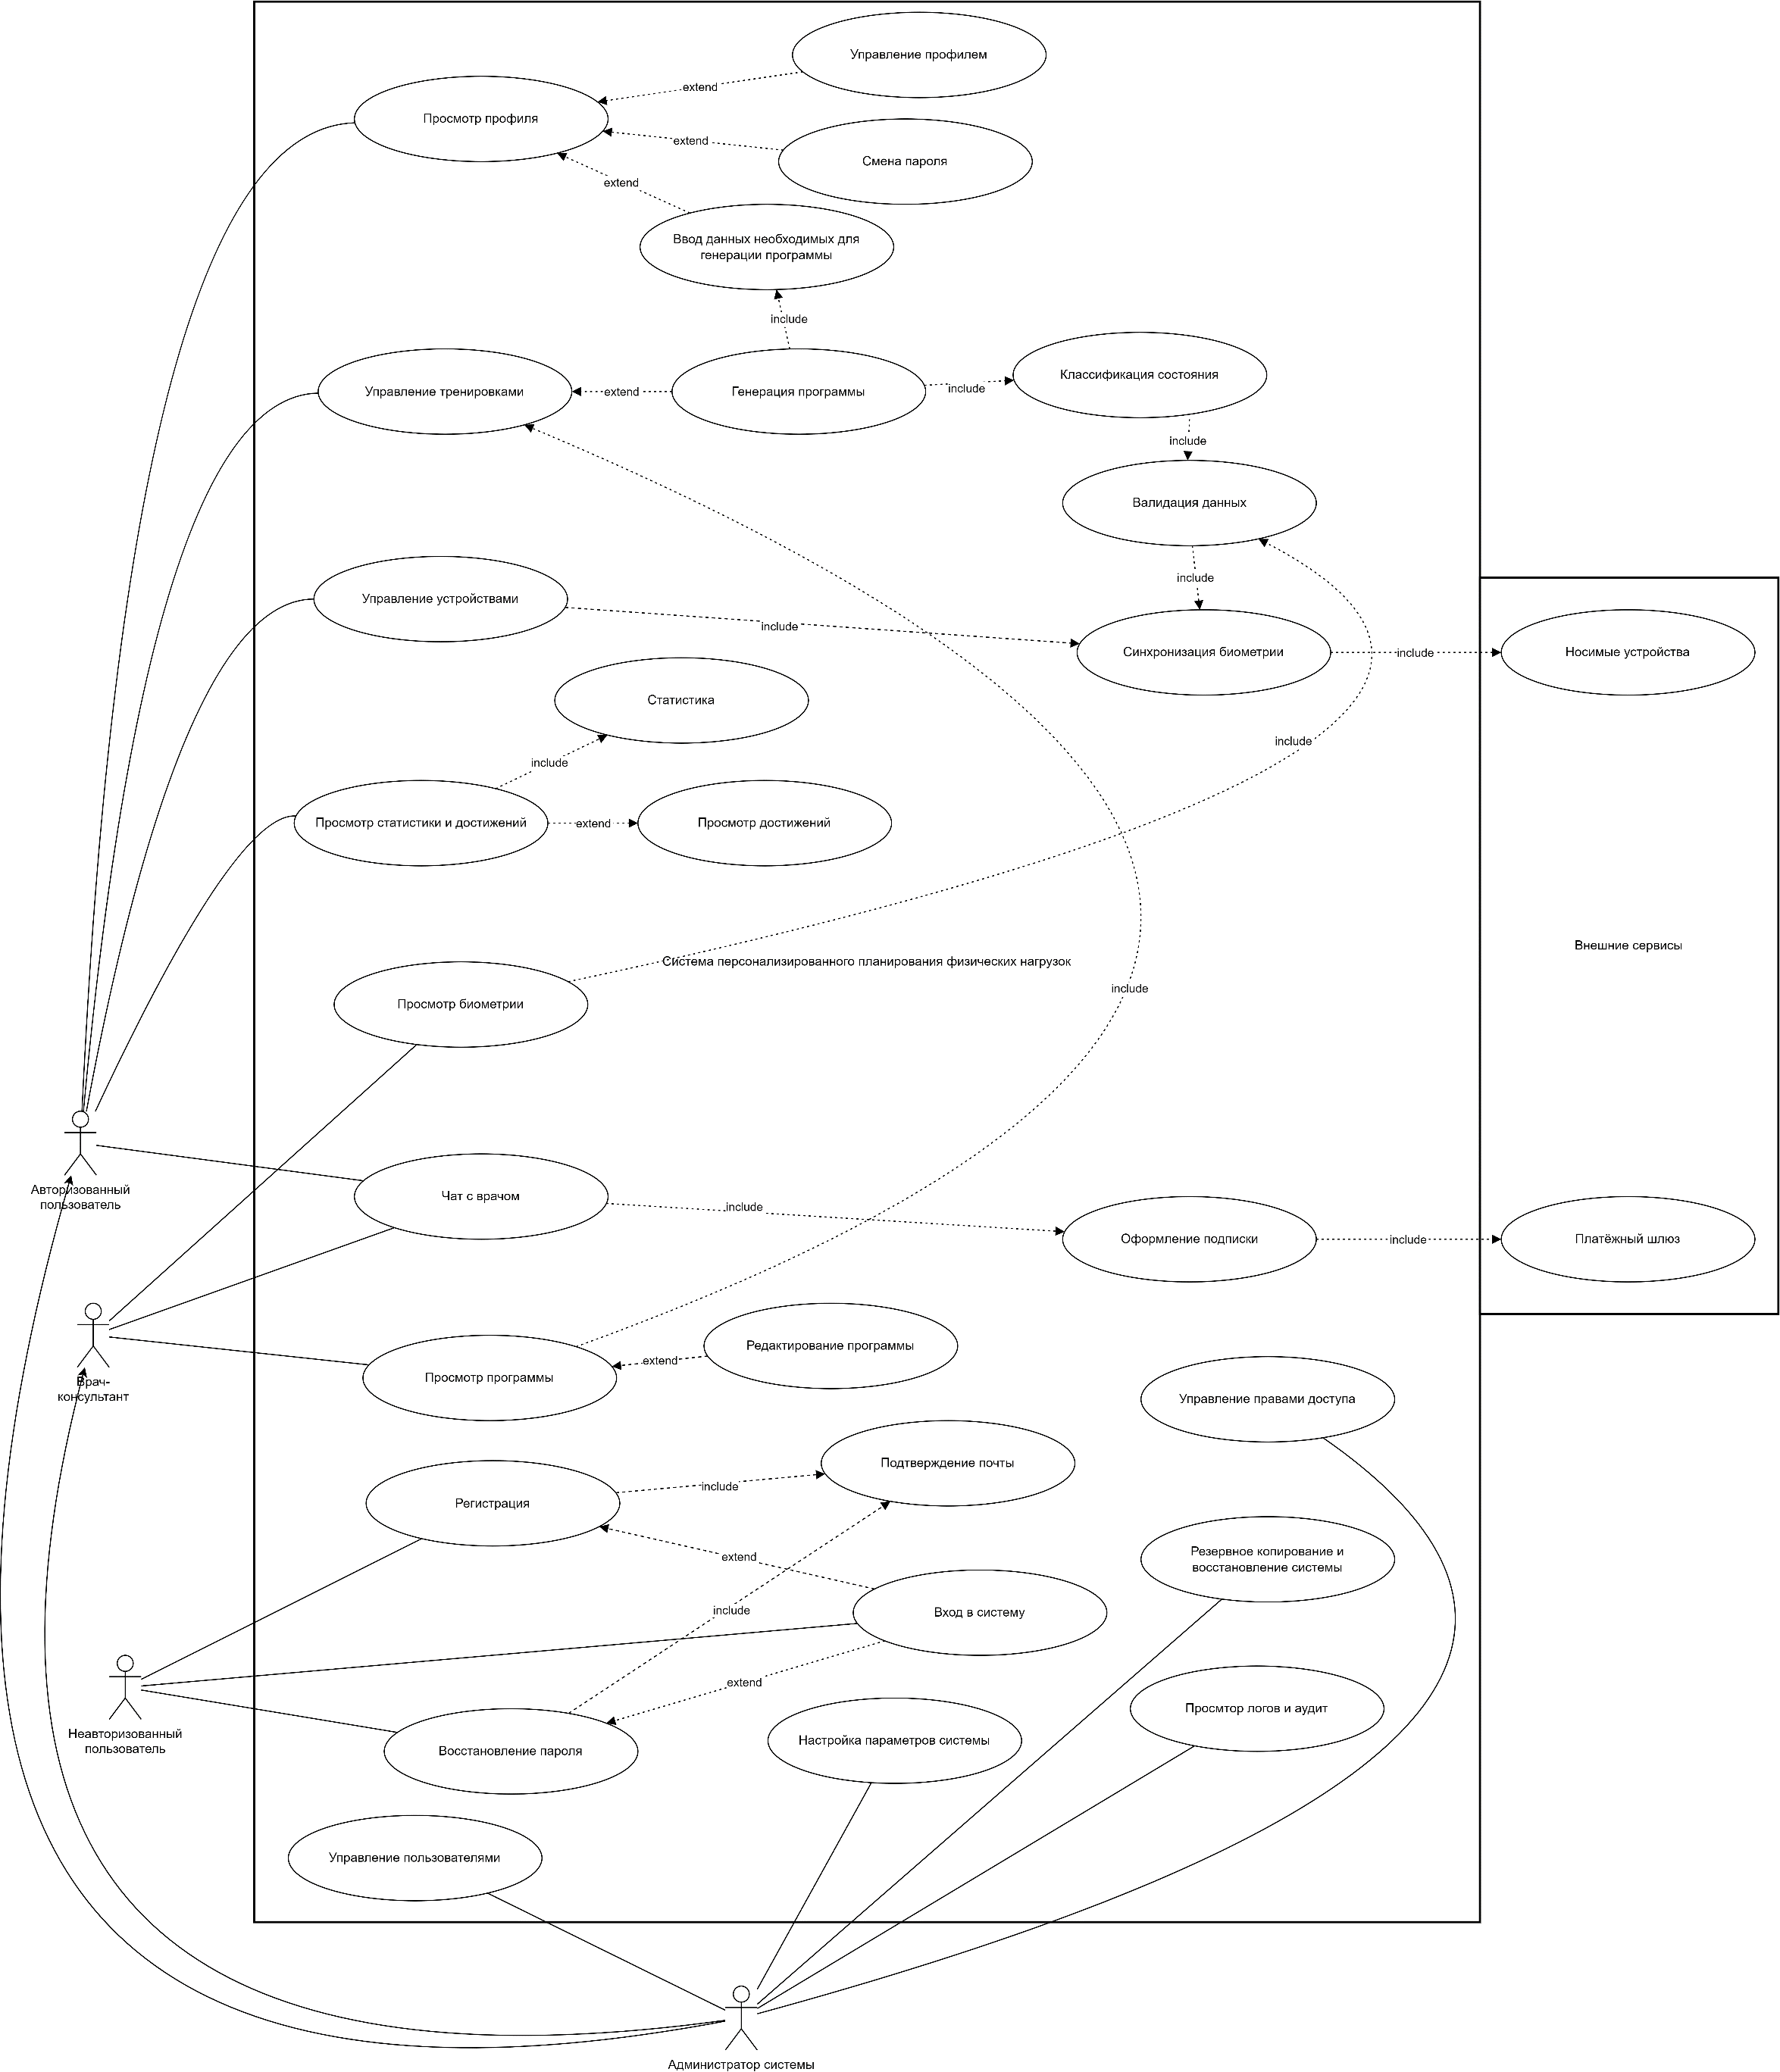 Управление профилем
extend
Просмотр профиля
extend
Смена пароля
extend
Ввод данных необходимых для
генерации программы
include
Управление тренировками
extend
Генерация программы
include
Классификация состояния
include
Валидация данных
include
Управление устройствами
include
Синхронизация биометрии
include
Носимые устройства
Статистика
include
include
Просмотр статистики и достижений
extend
Просмотр достижений
Внешние сервисы
Система персонализированного планирования физических нагрузок
Просмотр биометрии
include
Авторизованный
пользователь
Чат с врачом
include
Оформление подписки
include
Платёжный шлюз
Врач-
консультант
Просмотр программы
extend
Редактирование программы
Управление правами доступа
Подтверждение почты
Регистрация
include
extend
Резервное копирование и
восстановление системы
include
Вход в систему
extend
Неавторизованный
пользователь
Восстановление пароля
Настройка параметров системы
Просмтор логов и аудит
Управление пользователями
Администратор системы